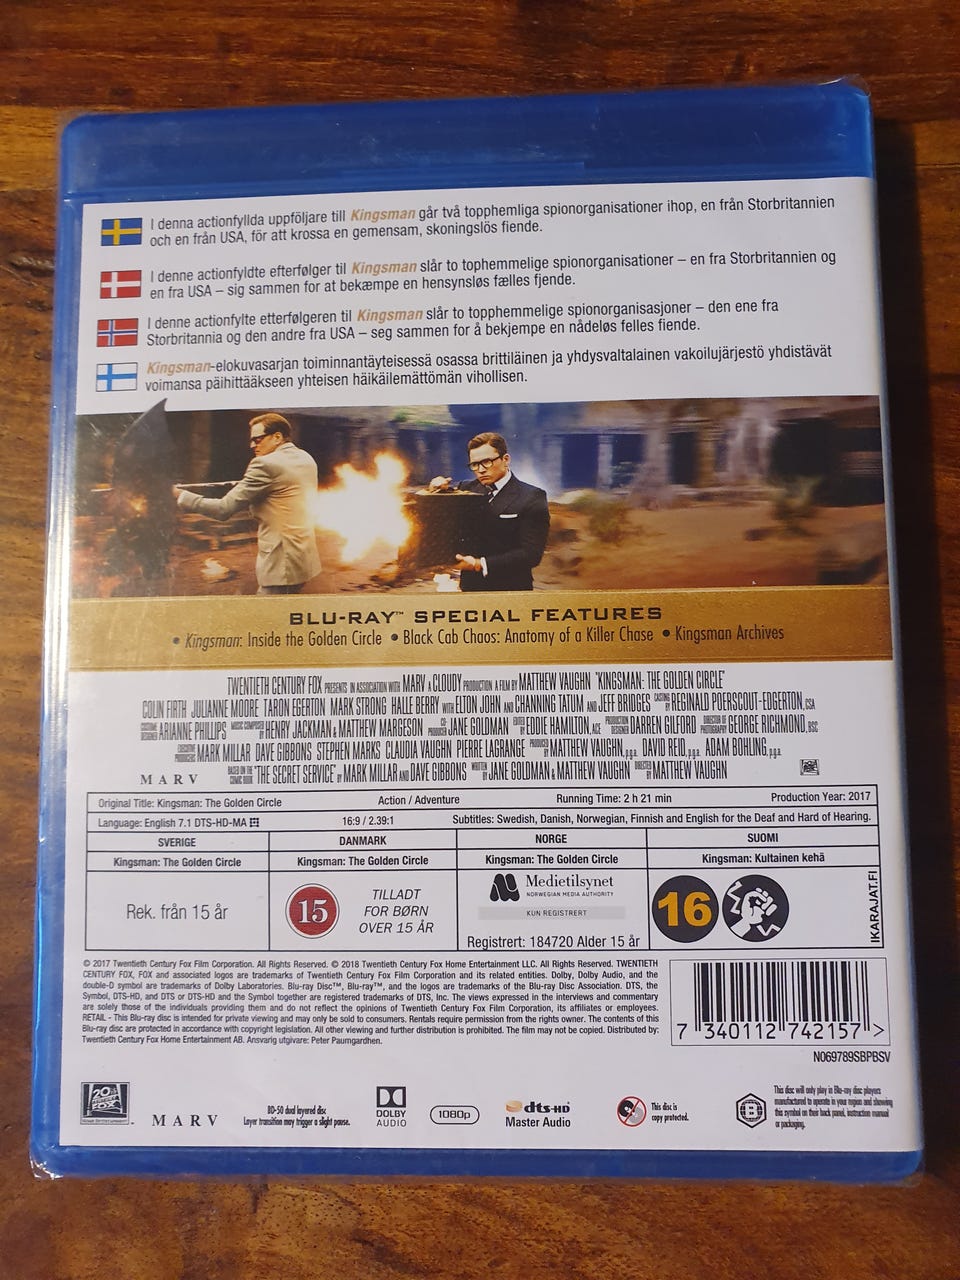 I denna actionfyllda uppföljare till Kingsman går två topphemliga spionorganisationer ihop, en från Storbritannien
och en från USA, för att krossa en gemensam, skoningslös fiende.
I denne actionfyldte efterfølger til Kingsman slår to tophemmelige spionorganisationer – en fra Storbritannien og
en fra USA – sig sammen for at bekæmpe en hensynsløs fælles fjende.
I denne actionfylte etterfølgeren til Kingsman slår to topphemmelige spionorganisasjoner – den ene fra
Storbritannia og den andre fra USA – seg sammen for å bekjempe en nådeløs felles fiende.
Kingsman-elokuvasarjan toiminnantäyteisessä osassa brittiläinen ja yhdysvaltalainen vakoilujärjestö yhdistävät
voimansa päihittääkseen yhteisen häikäilemättömän vihollisen.
BLU-RAY™ SPECIAL FEATURES
• Kingsman: Inside the Golden Circle • Black Cab Chaos: Anatomy of a Killer Chase • Kingsman Archives
TWENTIETH CENTURY FOX PRESENTS IN ASSOCIATION WITH MARV A CLOUDY PRODUCTION A FILM BY MATTHEW VAUGHN "KINGSMAN: THE GOLDEN CIRCLE"
COLIN FIRTH JULIANNE MOORE TARON EGERTON MARK STRONG HALLE BERRY WITH ELTON JOHN AND CHANNING TATUM AND JEFF BRIDGES CASTING BY REGINALD POERSCOUT-EDGERTON, CSA
COSTUME DESIGNER ARIANNE PHILLIPS MUSIC COMPOSED BY HENRY JACKMAN & MATTHEW MARGESON CO-PRODUCER JANE GOLDMAN EDITED BY EDDIE HAMILTON, ACE PRODUCTION DESIGNER DARREN GILFORD DIRECTOR OF PHOTOGRAPHY GEORGE RICHMOND, BSC
EXECUTIVE PRODUCERS MARK MILLAR DAVE GIBBONS STEPHEN MARKS CLAUDIA VAUGHN PIERRE LAGRANGE PRODUCED BY MATTHEW VAUGHN, p.g.a. DAVID REID, p.g.a. ADAM BOHLING, p.g.a.
MARV BASED ON THE COMIC BOOK "THE SECRET SERVICE" BY MARK MILLAR AND DAVE GIBBONS WRITTEN BY JANE GOLDMAN & MATTHEW VAUGHN DIRECTED BY MATTHEW VAUGHN
Original Title: Kingsman: The Golden Circle Action / Adventure Running Time: 2 h 21 min Production Year: 2017
Language: English 7.1 DTS-HD-MA 16:9 / 2.39:1 Subtitles: Swedish, Danish, Norwegian, Finnish and English for the Deaf and Hard of Hearing.
SVERIGE DANMARK NORGE SUOMI
Kingsman: The Golden Circle Kingsman: The Golden Circle Kingsman: The Golden Circle Kingsman: Kultainen kehä
Rek. från 15 år
15
TILLADT
FOR BØRN
OVER 15 ÅR
Medietilsynet
NORWEGIAN MEDIA AUTHORITY
KUN REGISTRERT
Registrert: 184720 Alder 15 år
16
IKARAJAT.FI
© 2017 Twentieth Century Fox Film Corporation. All Rights Reserved. © 2018 Twentieth Century Fox Home Entertainment LLC. All Rights Reserved. TWENTIETH
CENTURY FOX, FOX and associated logos are trademarks of Twentieth Century Fox Film Corporation and its related entities. Dolby, Dolby Audio, and the
double-D symbol are trademarks of Dolby Laboratories. Blu-ray Disc™, Blu-ray™, and the logos are trademarks of the Blu-ray Disc Association. DTS, the
Symbol, DTS-HD, and DTS or DTS-HD and the Symbol together are registered trademarks of DTS, Inc. The views expressed in the interviews and commentary
are solely those of the individuals providing them and do not reflect the opinions of Twentieth Century Fox Film Corporation, its affiliates or employees.
RETAIL - This Blu-ray disc is intended for private viewing and may only be sold to consumers. Rentals require permission from the rights owner. The contents of this
Blu-ray disc are protected in accordance with copyright legislation. All other viewing and further distribution is prohibited. The film may not be copied. Distributed by:
Twentieth Century Fox Home Entertainment AB. Ansvarig utgivare: Peter Paumgardhen.
7 340112 742157 >
N069789SBPBSV
20th CENTURY FOX
Home Entertainment
MARV
BD-50 dual layered disc
Layer transition may trigger a slight pause.
DOLBY
AUDIO
1080p
dts-HD
Master Audio
This disc is
copy protected.
B
This disc will only play in Blu-ray disc players
manufactured to operate in your region and showing
this symbol on their back panel, instruction manual
or packaging.